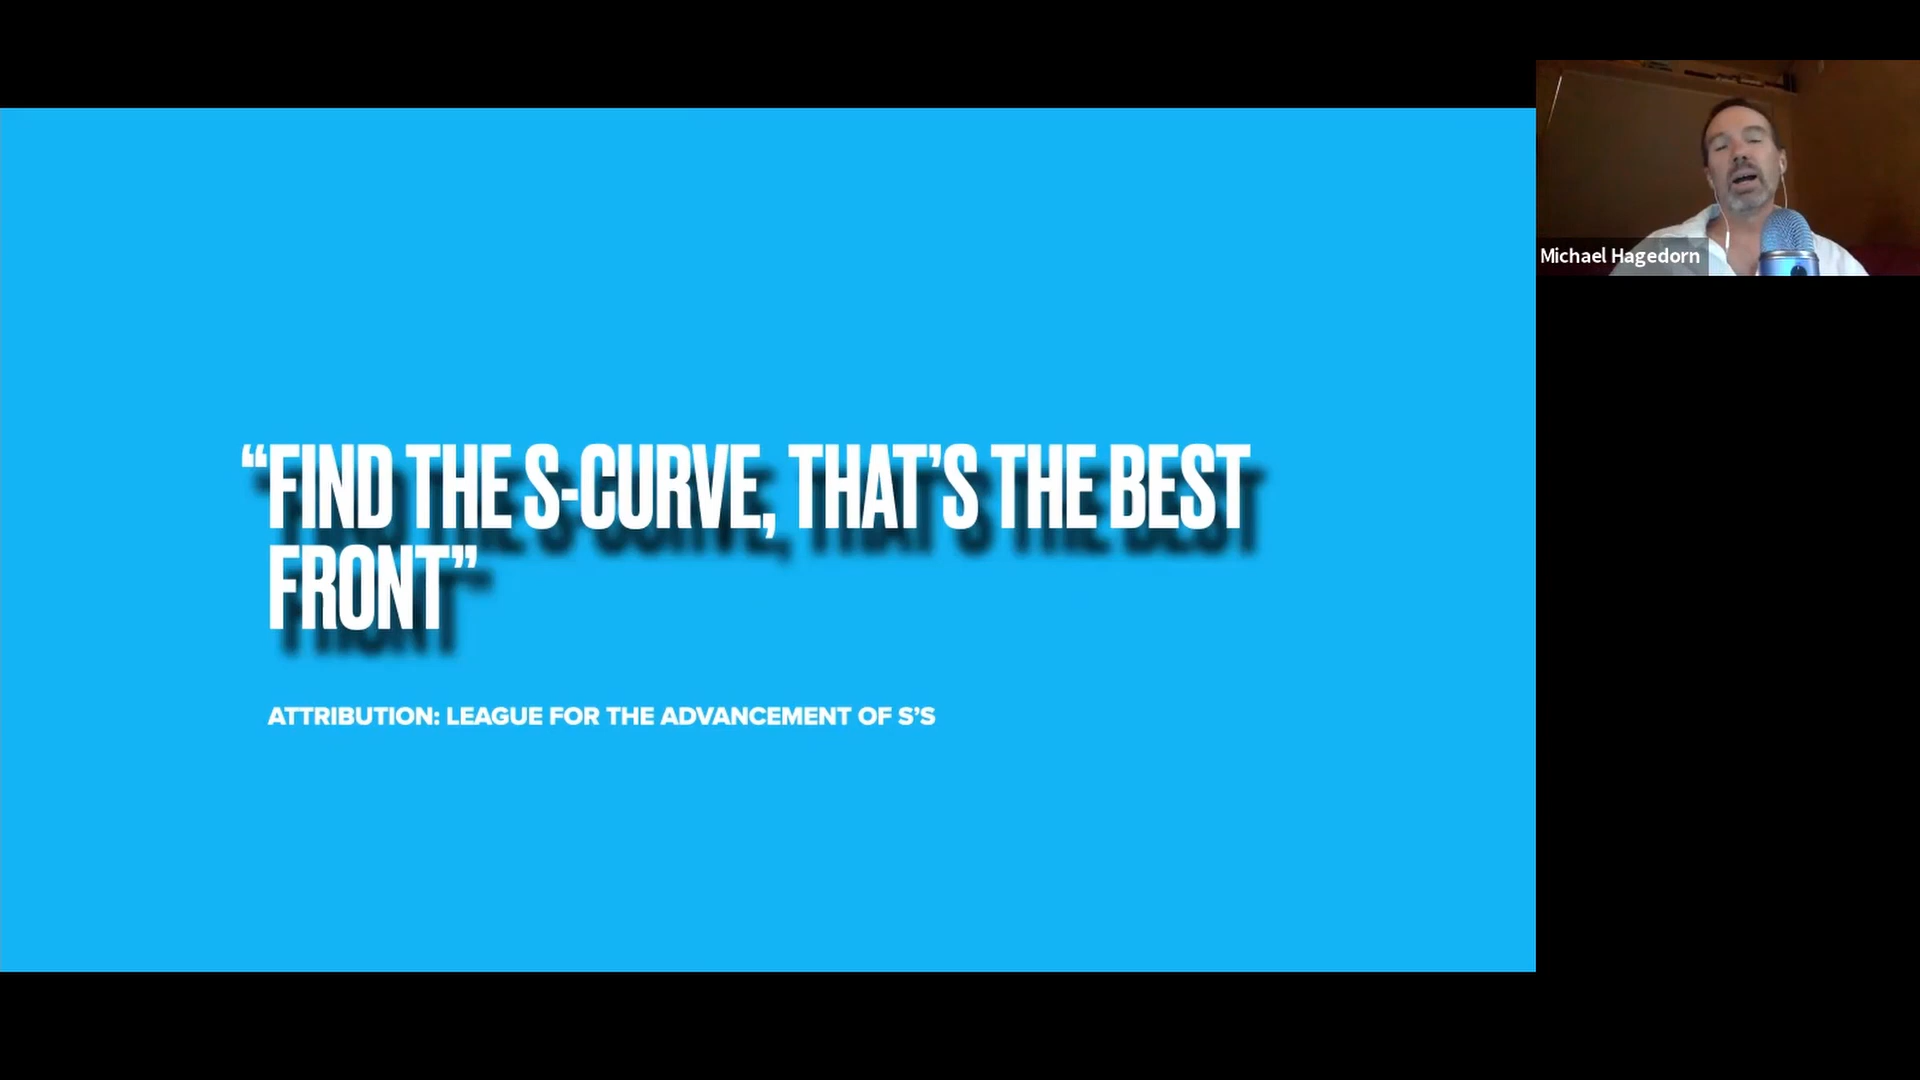 “FIND THE S-CURVE, THAT’S THE BEST
FRONT”
ATTRIBUTION: LEAGUE FOR THE ADVANCEMENT OF S’S
Michael Hagedorn